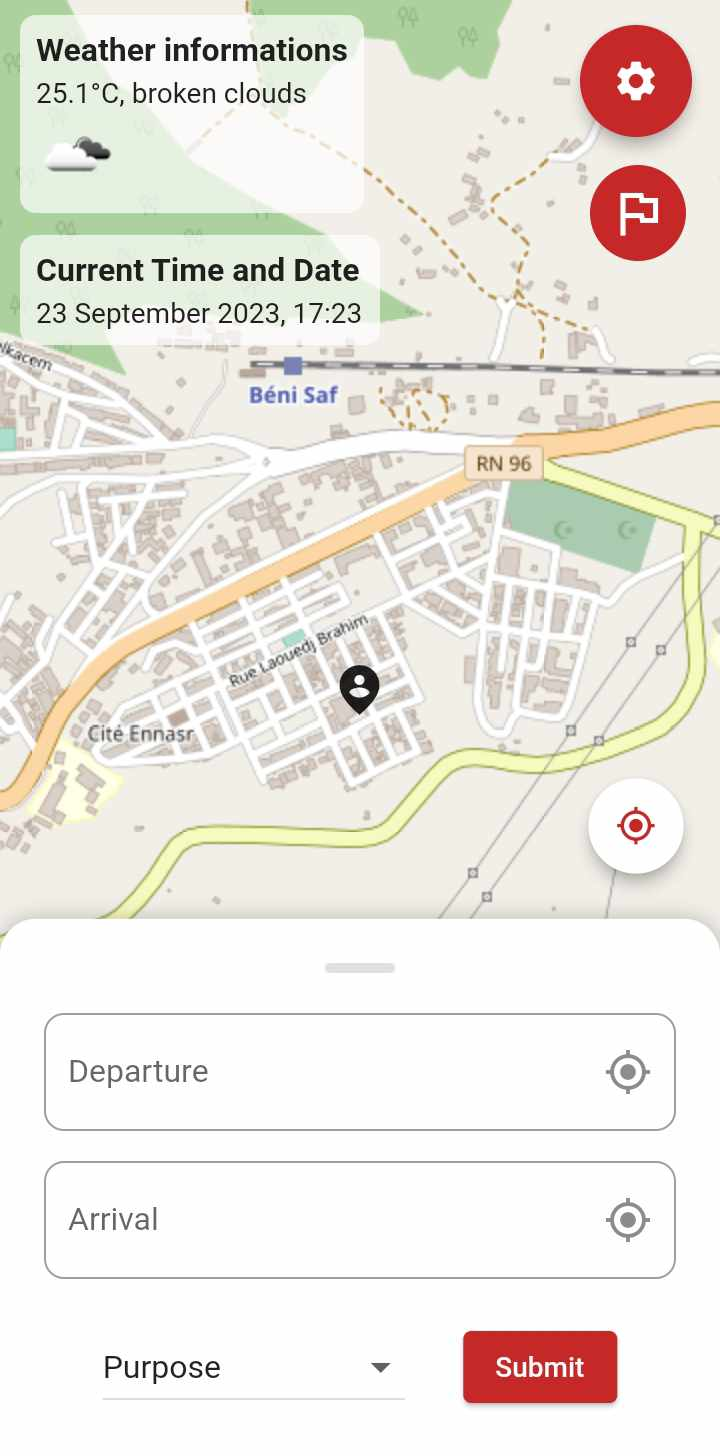 Weather informations
25.1°C, broken clouds
Current Time and Date
23 September 2023, 17:23
lkacem
Béni Saf
RN 96
Rue Laouedj Brahim
Cité Ennasr
Departure
Arrival
Purpose
Submit